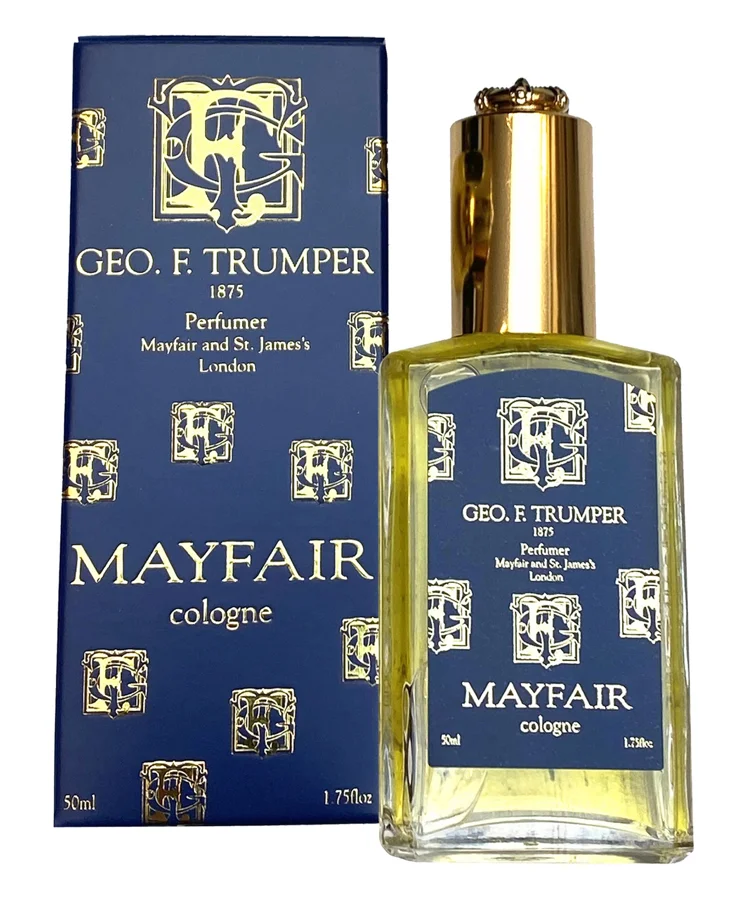 GEO. F. TRUMPER
1875
Perfumer
Mayfair and St. James's
London
MAYFAIR
cologne
50ml
1.75floz
GEO. F. TRUMPER
1875
Perfumer
Mayfair and St. James's
London
MAYFAIR
cologne
50ml
1.75floz